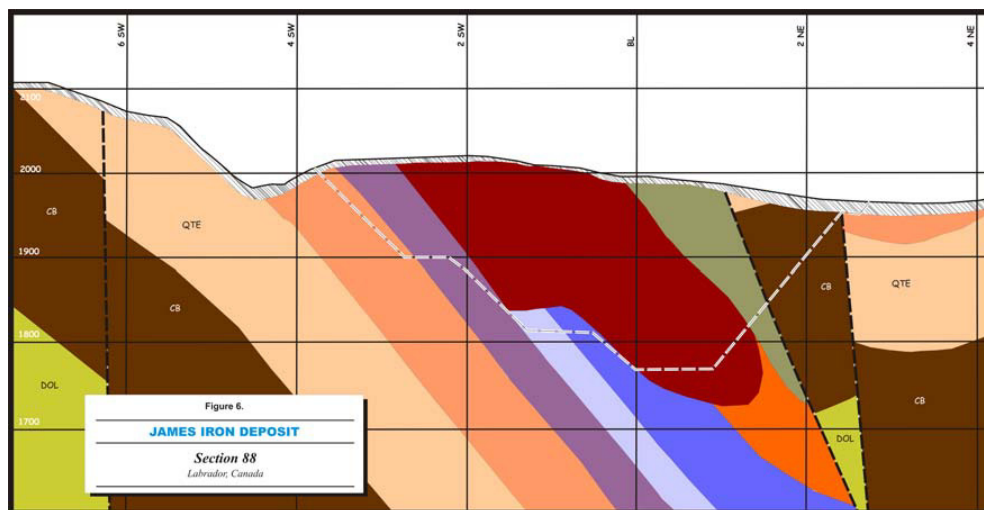 6 SW
4 SW
2 SW
BL
2 NE
4 NE
2100
2000
CB
QTE
1900
CB
CB
QTE
1800
DOL
CB
1700
DOL
Figure 6.
JAMES IRON DEPOSIT
Section 88
Labrador, Canada